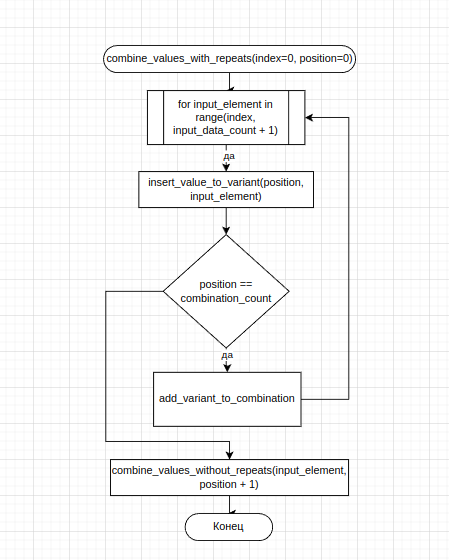 combine_values_with_repeats(index=0, position=0)
for input_element in
range(index,
input_data_count + 1)
да
insert_value_to_variant(position,
input_element)
position ==
combination_count
да
add_variant_to_combination
combine_values_without_repeats(input_element,
position + 1)
Конец